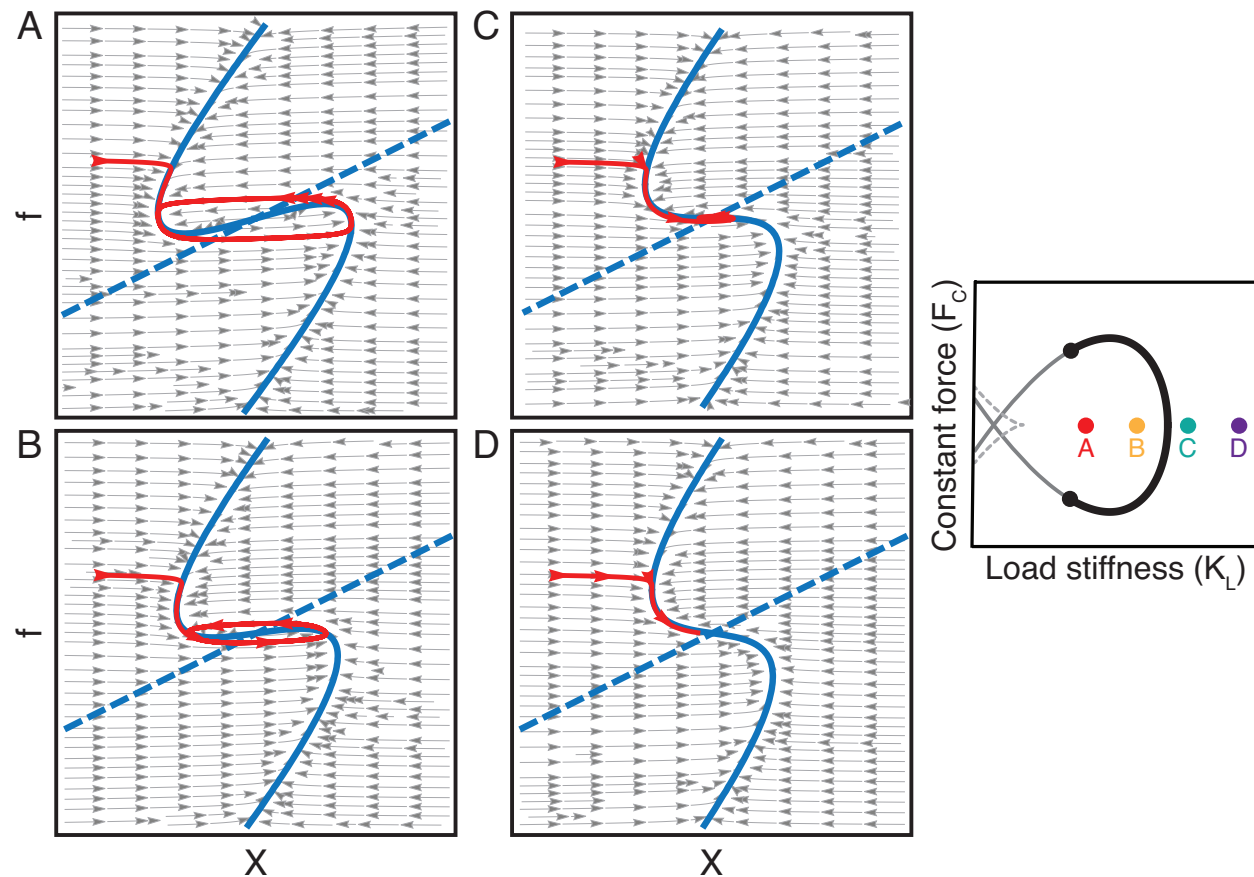 A
C
f
B
D
f
X
X
Constant force (F_C)
A
B
C
D
Load stiffness (K_L)